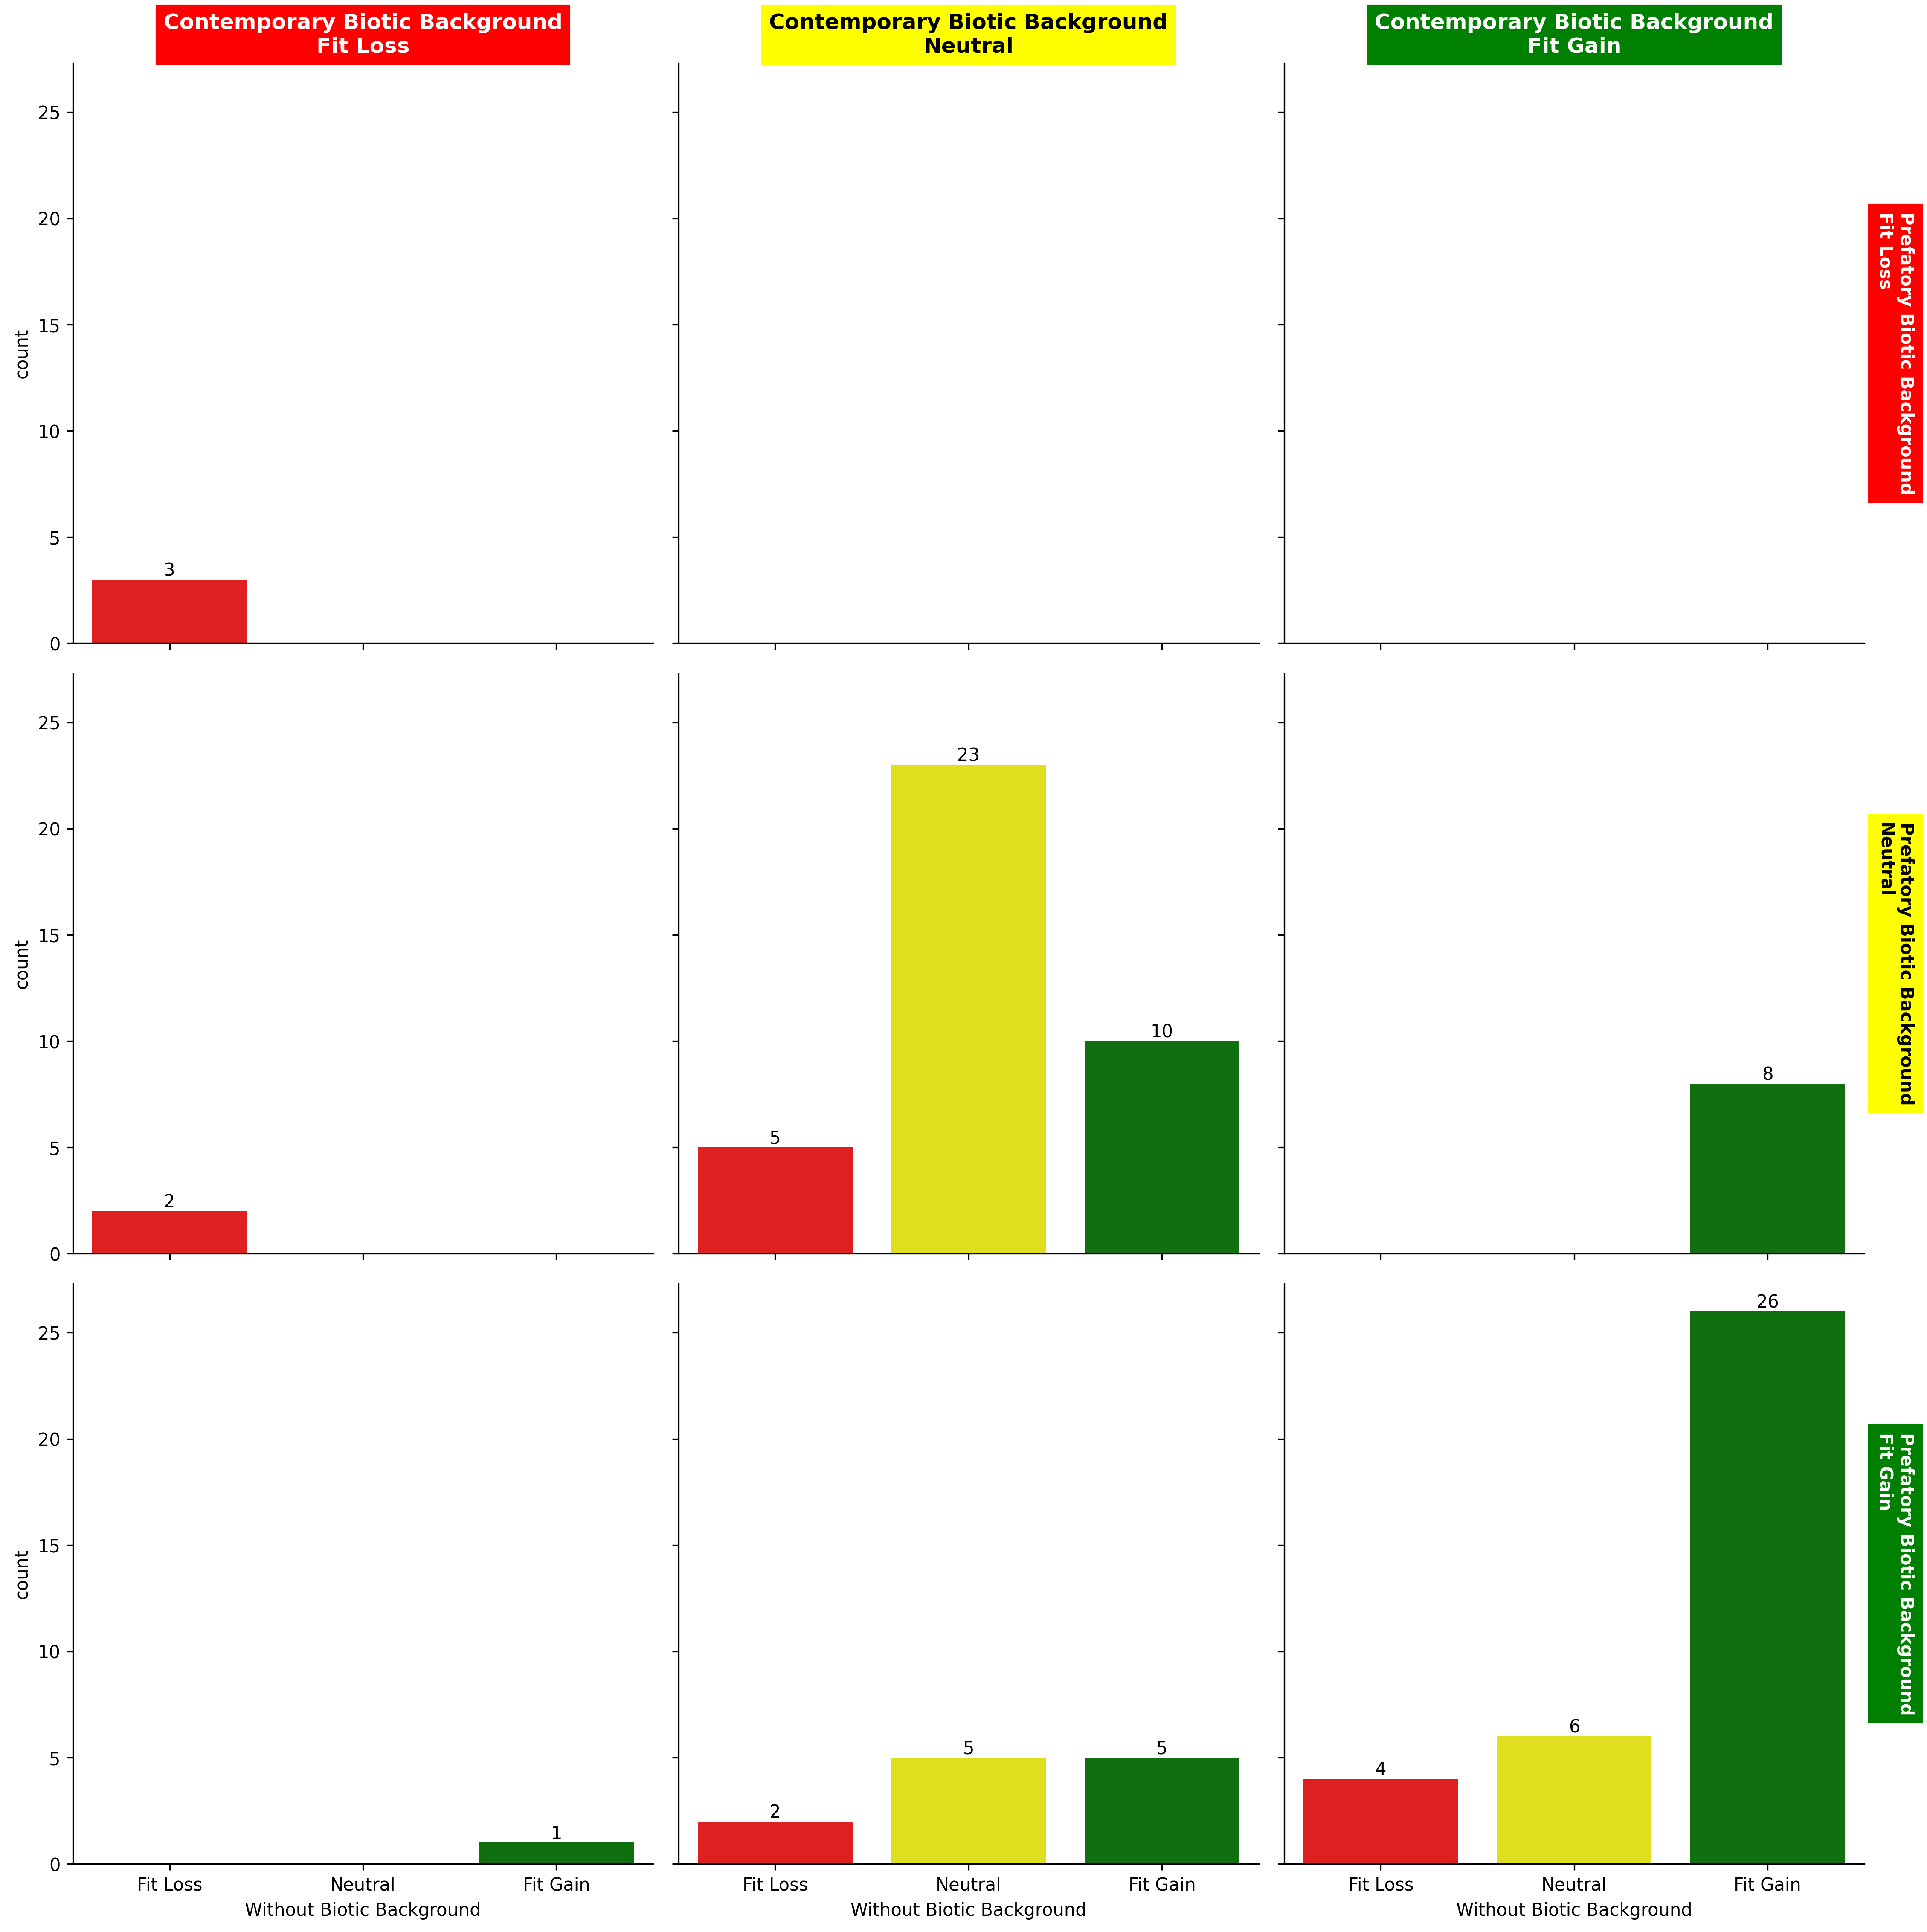 Contemporary Biotic Background
Fit Loss
Contemporary Biotic Background
Neutral
Contemporary Biotic Background
Fit Gain
25
20
15
10
5
0
count
3
Prefatory Biotic Background
Fit Loss
25
20
15
10
5
0
count
2
5
23
10
8
Prefatory Biotic Background
Neutral
25
20
15
10
5
0
count
1
2
5
5
4
6
26
Prefatory Biotic Background
Fit Gain
Fit Loss
Neutral
Fit Gain
Without Biotic Background
Fit Loss
Neutral
Fit Gain
Without Biotic Background
Fit Loss
Neutral
Fit Gain
Without Biotic Background